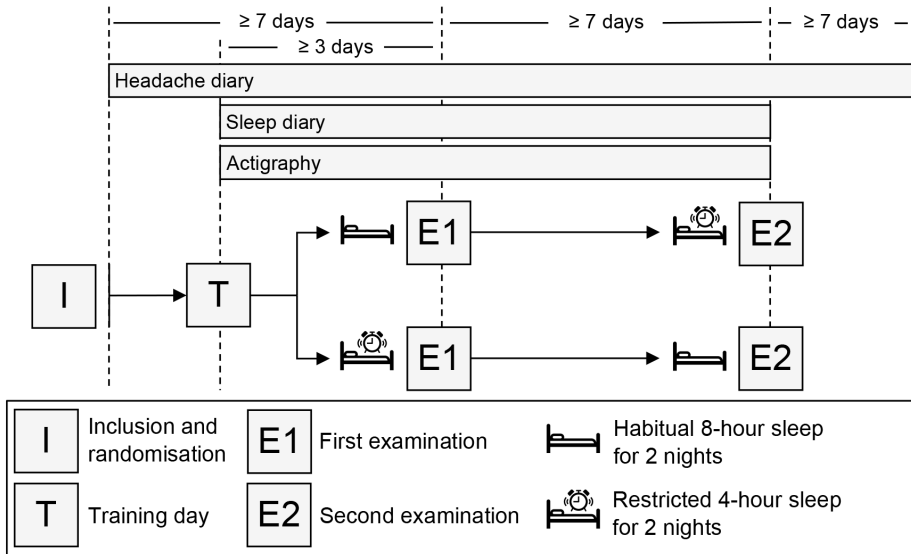 ≥ 7 days
≥ 7 days
≥ 7 days
≥ 3 days
Headache diary
Sleep diary
Actigraphy
E1
E2
I
T
E1
E2
I
Inclusion and
randomisation
E1
First examination
Habitual 8-hour sleep
for 2 nights
T
Training day
E2
Second examination
Restricted 4-hour sleep
for 2 nights